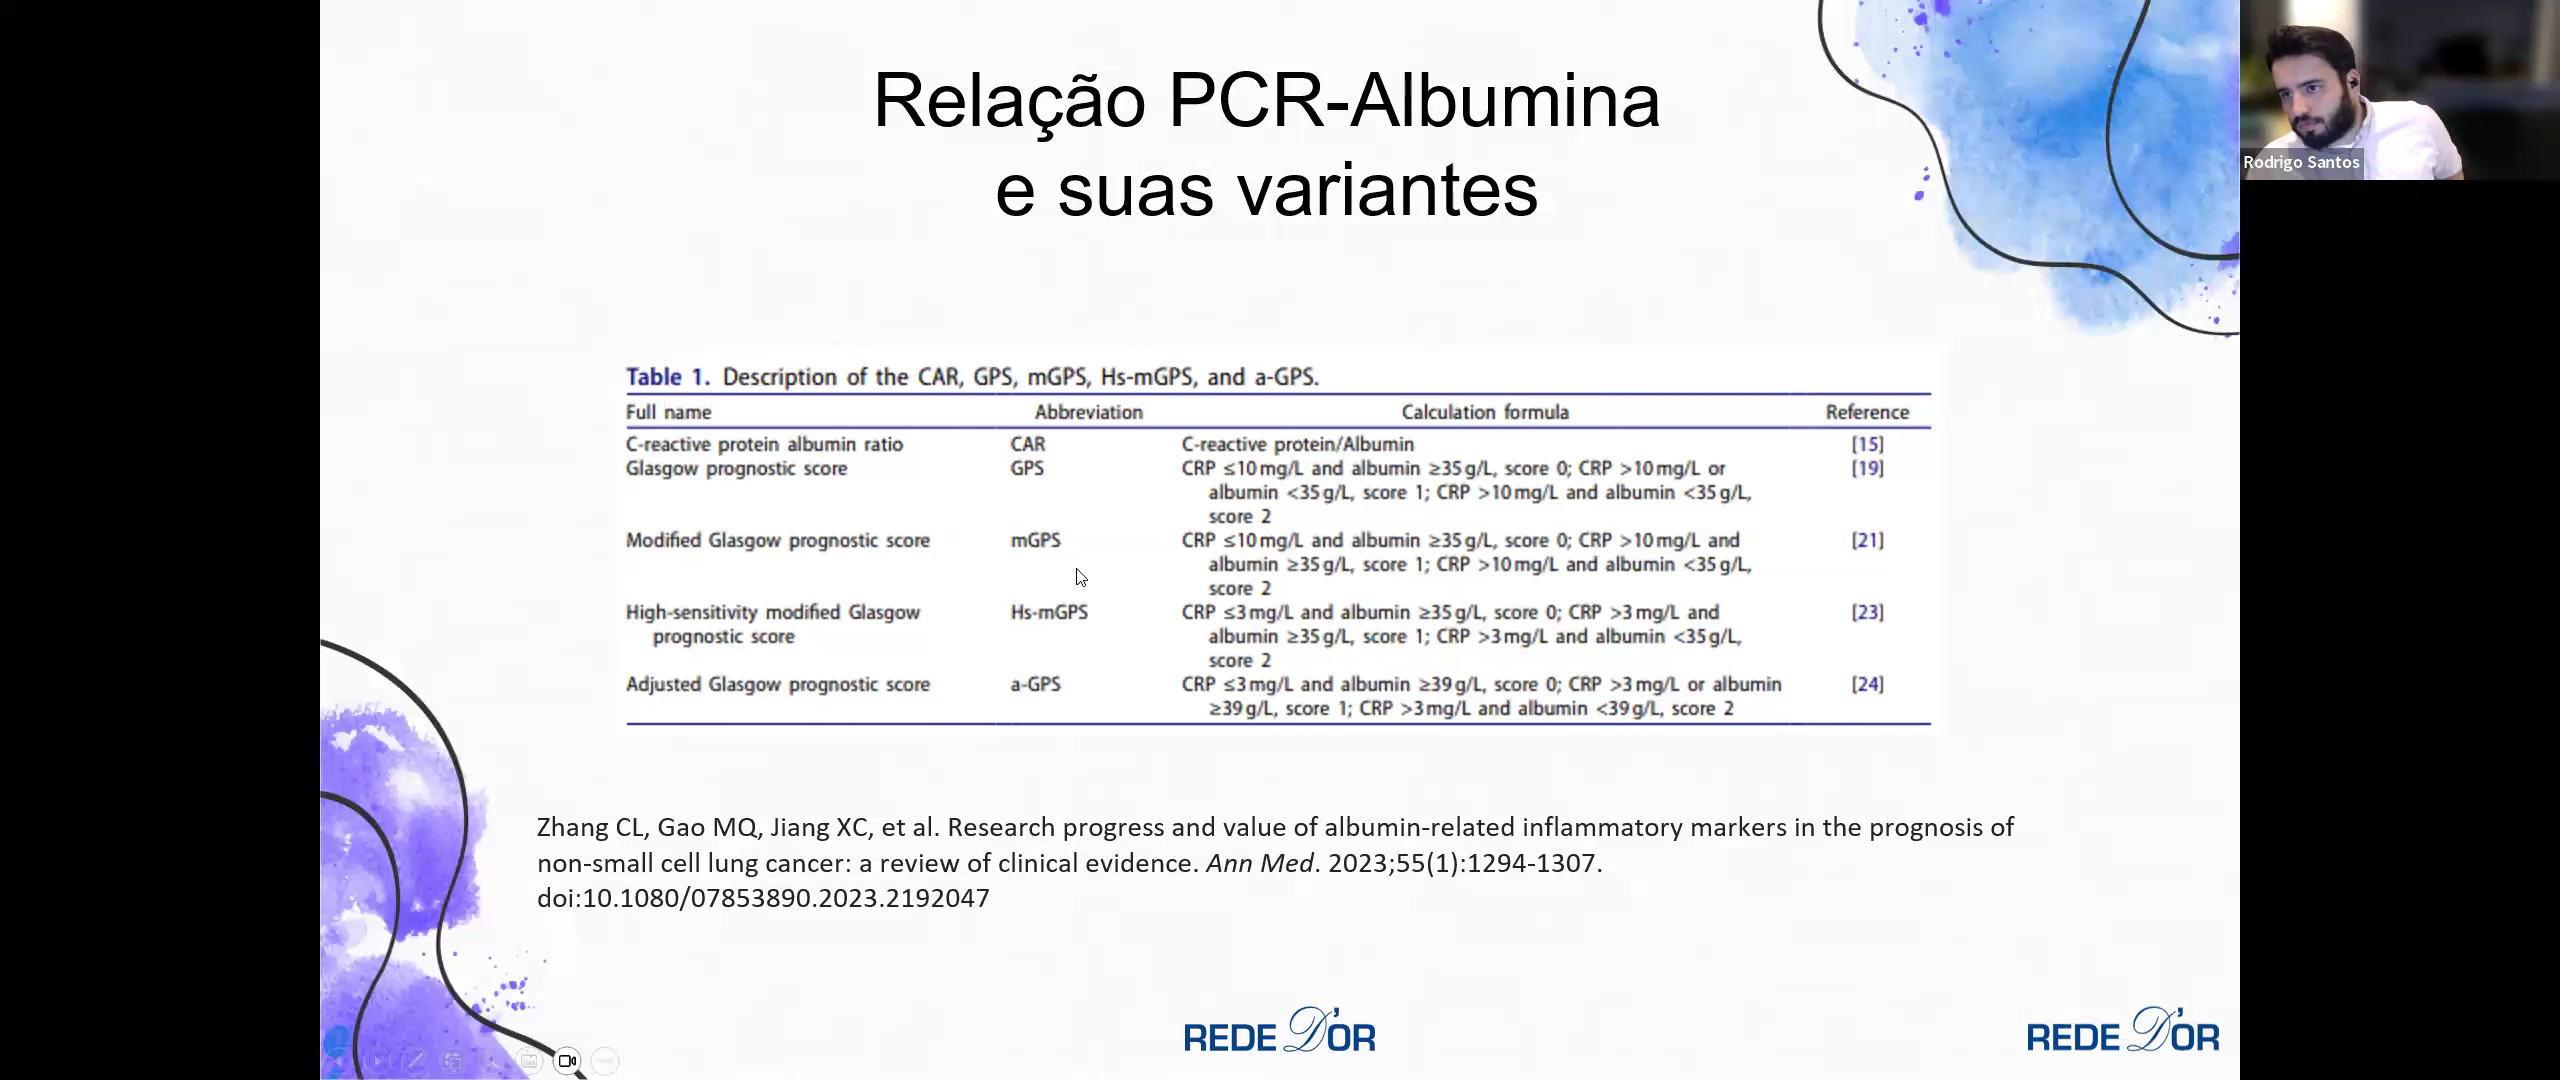 Relação PCR-Albumina
e suas variantes
Rodrigo Santos
Table 1. Description of the CAR, GPS, mGPS, Hs-mGPS, and a-GPS.
Full name Abbreviation Calculation formula Reference
C-reactive protein albumin ratio CAR C-reactive protein/Albumin [15]
Glasgow prognostic score GPS CRP ≤10 mg/L and albumin ≥35 g/L, score 0; CRP >10 mg/L or [19]
albumin <35 g/L, score 1; CRP >10 mg/L and albumin <35 g/L,
score 2
Modified Glasgow prognostic score mGPS CRP ≤10 mg/L and albumin ≥35 g/L, score 0; CRP >10 mg/L and [21]
albumin ≥35 g/L, score 1; CRP >10 mg/L and albumin <35 g/L,
score 2
High-sensitivity modified Glasgow Hs-mGPS CRP ≤3 mg/L and albumin ≥35 g/L, score 0; CRP >3 mg/L and [23]
prognostic score albumin ≥35 g/L, score 1; CRP >3 mg/L and albumin <35 g/L,
score 2
Adjusted Glasgow prognostic score a-GPS CRP ≤3 mg/L and albumin ≥39 g/L, score 0; CRP >3 mg/L or albumin [24]
≥39 g/L, score 1; CRP >3 mg/L and albumin <39 g/L, score 2
Zhang CL, Gao MQ, Jiang XC, et al. Research progress and value of albumin-related inflammatory markers in the prognosis of
non-small cell lung cancer: a review of clinical evidence. Ann Med. 2023;55(1):1294-1307.
doi:10.1080/07853890.2023.2192047
REDE D'OR
REDE D'OR